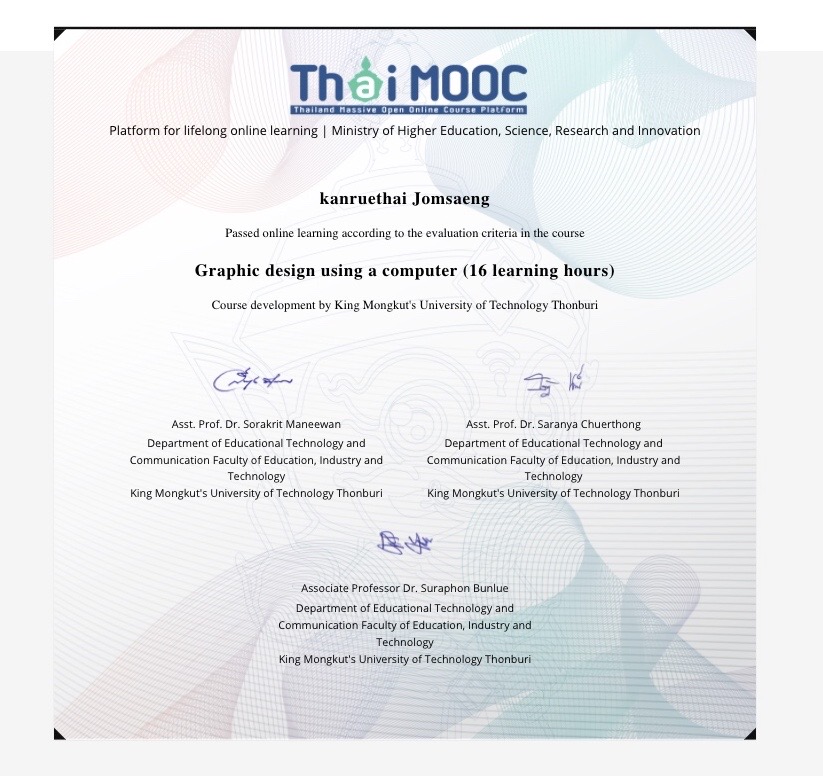 Thai MOOC
Thailand Massive Open Online Course Platform
Platform for lifelong online learning | Ministry of Higher Education, Science, Research and Innovation
kanruethai Jomsaeng
Passed online learning according to the evaluation criteria in the course
Graphic design using a computer (16 learning hours)
Course development by King Mongkut's University of Technology Thonburi
Asst. Prof. Dr. Sorakrit Maneewan
Department of Educational Technology and
Communication Faculty of Education, Industry and
Technology
King Mongkut's University of Technology Thonburi
Asst. Prof. Dr. Saranya Chuerthong
Department of Educational Technology and
Communication Faculty of Education, Industry and
Technology
King Mongkut's University of Technology Thonburi
Associate Professor Dr. Suraphon Bunlue
Department of Educational Technology and
Communication Faculty of Education, Industry and
Technology
King Mongkut's University of Technology Thonburi